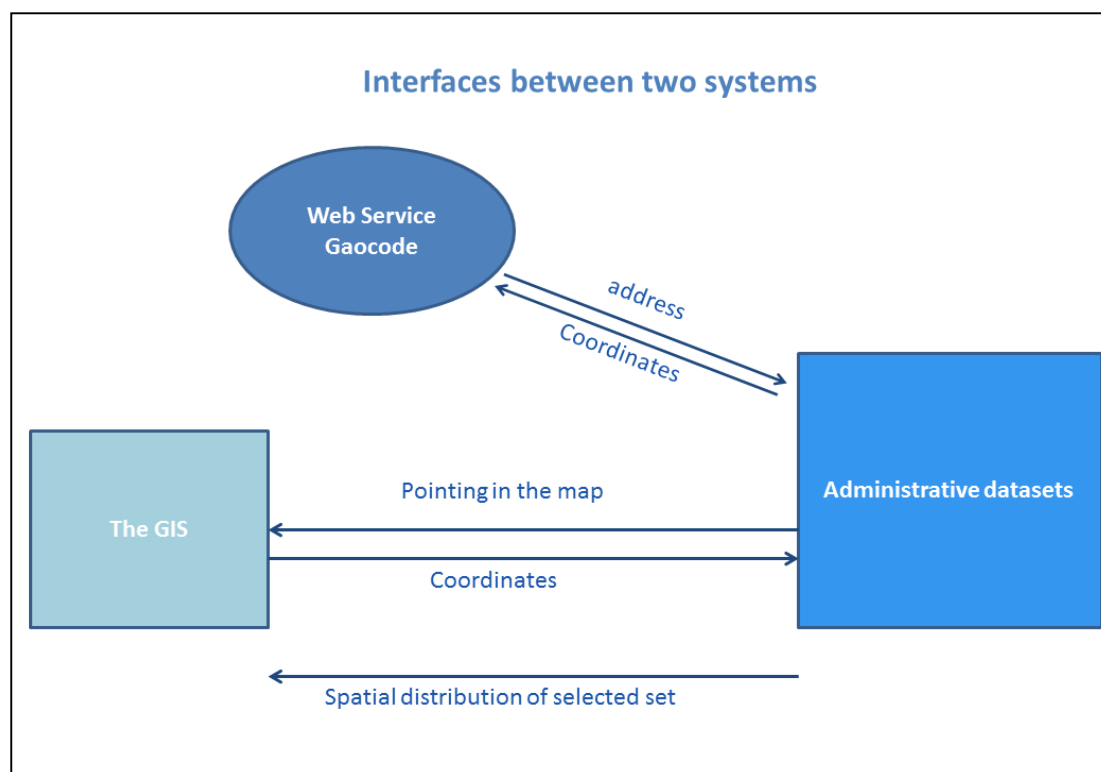 Interfaces between two systems
Web Service
Gaocode
address
Coordinates
Administrative datasets
Pointing in the map
The GIS
Coordinates
Spatial distribution of selected set